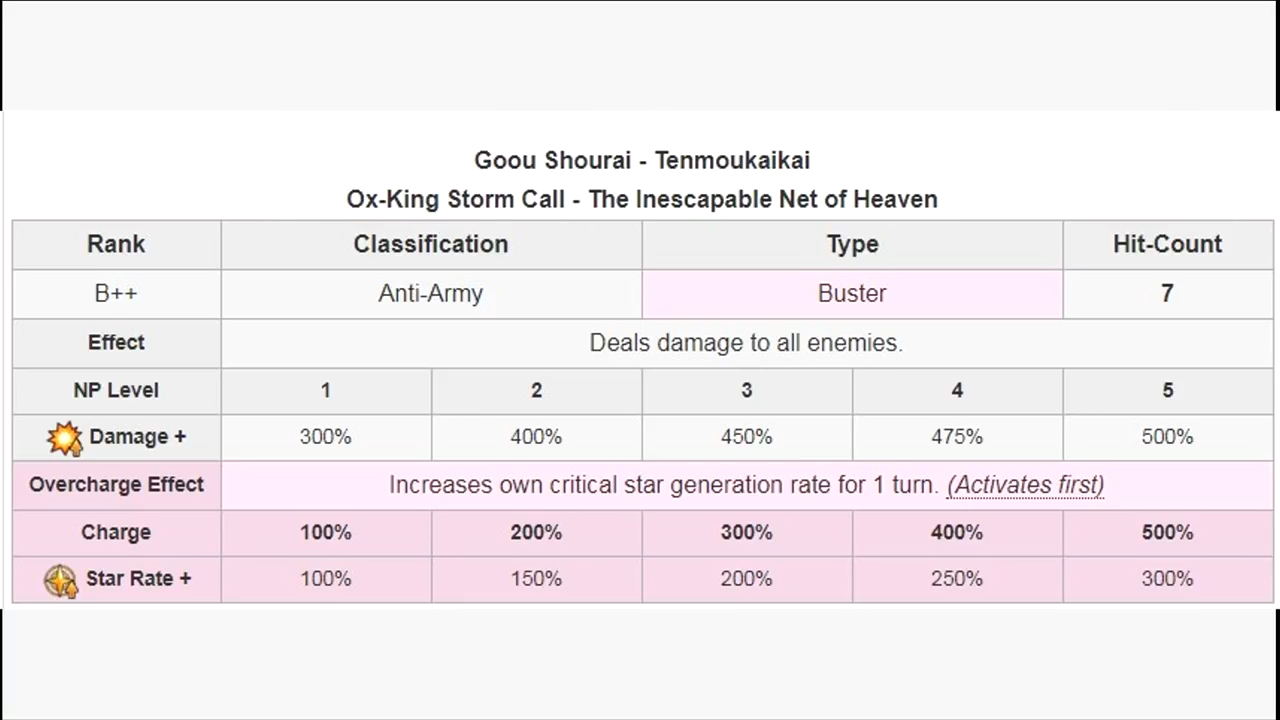 Goou Shourai - Tenmoukaikai
Ox-King Storm Call - The Inescapable Net of Heaven
Rank Classification Type Hit-Count
B++ Anti-Army Buster 7
Effect Deals damage to all enemies.
NP Level 1 2 3 4 5
Damage + 300% 400% 450% 475% 500%
Overcharge Effect Increases own critical star generation rate for 1 turn. (Activates first)
Charge 100% 200% 300% 400% 500%
Star Rate + 100% 150% 200% 250% 300%